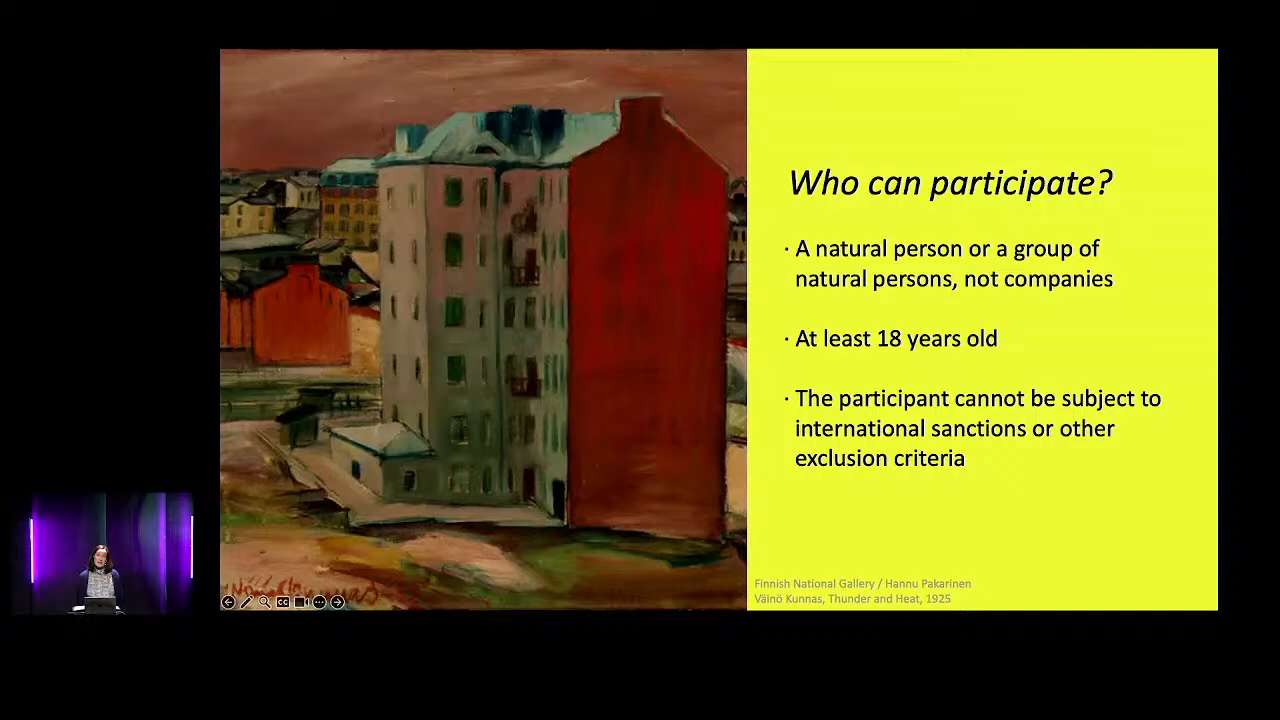 Who can participate?
· A natural person or a group of
natural persons, not companies
· At least 18 years old
· The participant cannot be subject to
international sanctions or other
exclusion criteria
Finnish National Gallery / Hannu Pakarinen
Väinö Kunnas, Thunder and Heat, 1925
CC